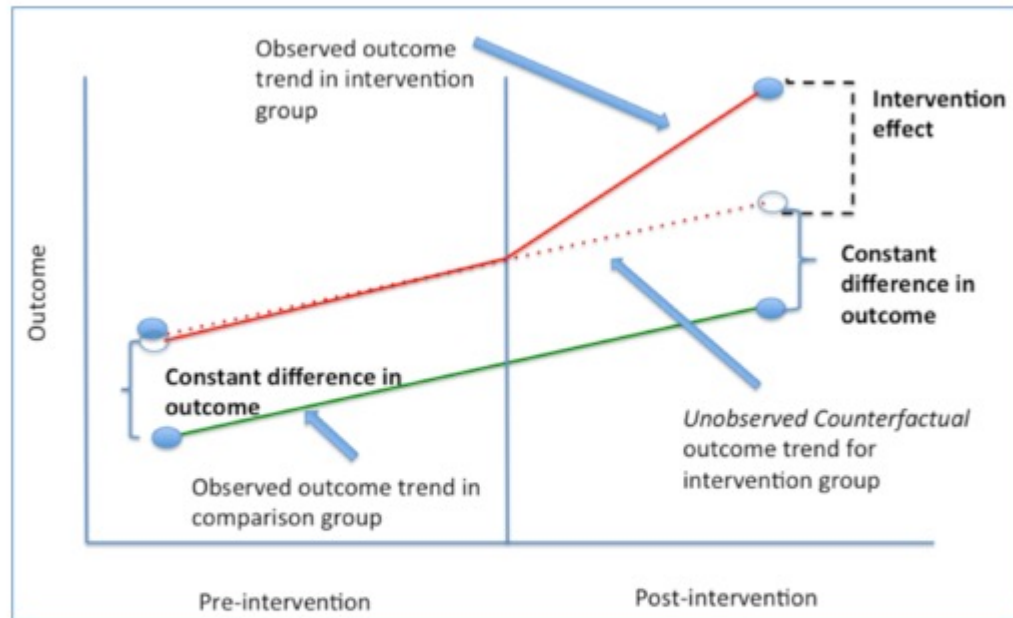 Observed outcome
trend in intervention
group
Intervention
effect
Outcome
Constant difference in
outcome
Constant
difference in
outcome
Unobserved Counterfactual
outcome trend for
intervention group
Observed outcome trend in
comparison group
Pre-intervention
Post-intervention